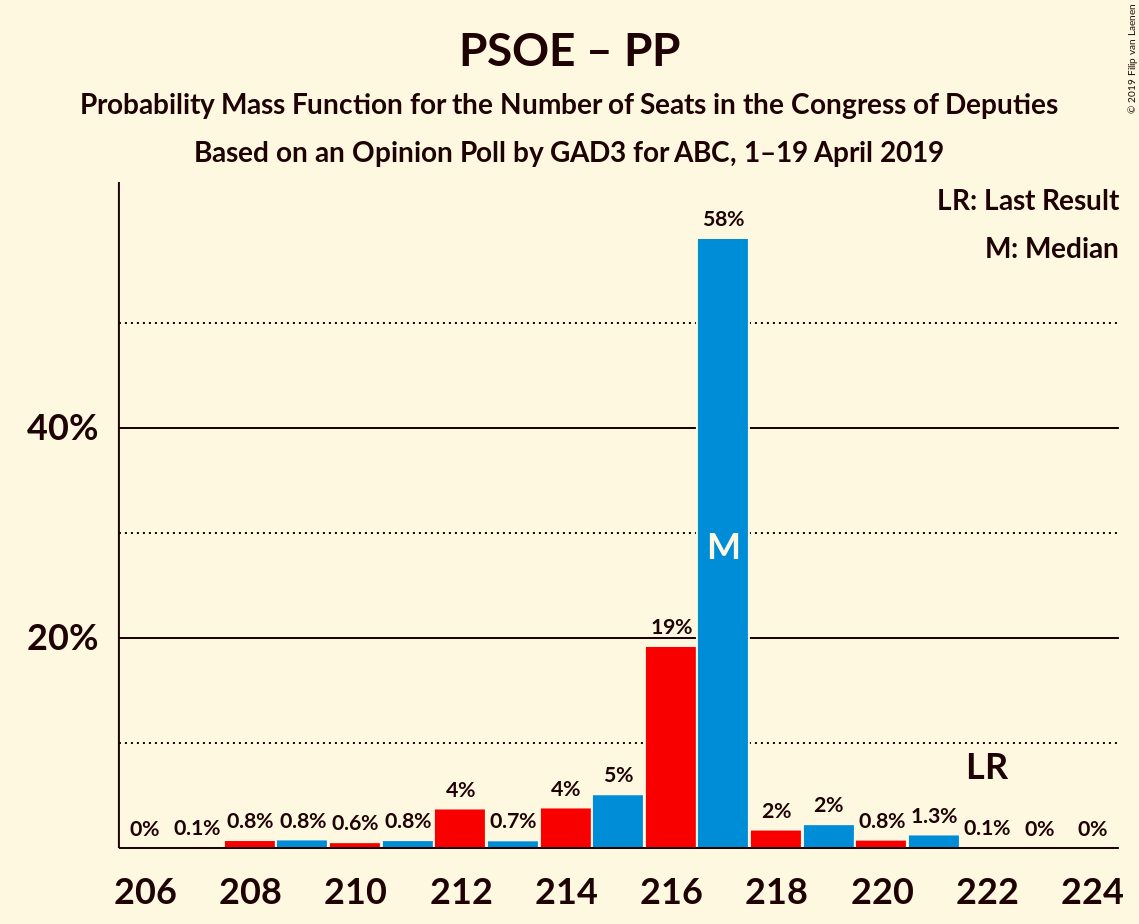 PSOE – PP
Probability Mass Function for the Number of Seats in the Congress of Deputies
Based on an Opinion Poll by GAD3 for ABC, 1–19 April 2019
© 2019 Filip van Laenen
LR: Last Result
M: Median
58%
40%
M
19%
20%
LR
0%
0.1%
0.8%
0.8%
0.6%
0.8%
4%
0.7%
4%
5%
2%
2%
0.8%
1.3%
0.1%
0%
0%
206 208 210 212 214 216 218 220 222 224